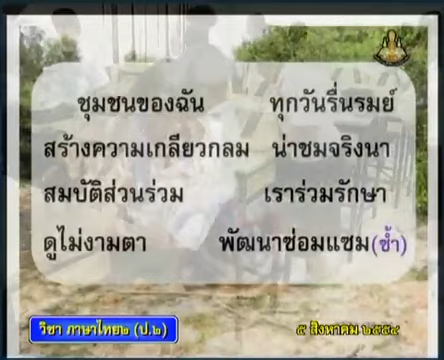 ชุมชนของฉัน ทุกวันรื่นรมย์
สร้างความเกลียวกลม น่าชมจริงนา
สมบัติส่วนร่วม เราร่วมรักษา
ดูไม่งามตา พัฒนาซ่อมแซม(ซ้ำ)
วิชา ภาษาไทย๒ (ป.๒) ๕ สิงหาคม ๒๕๕๔